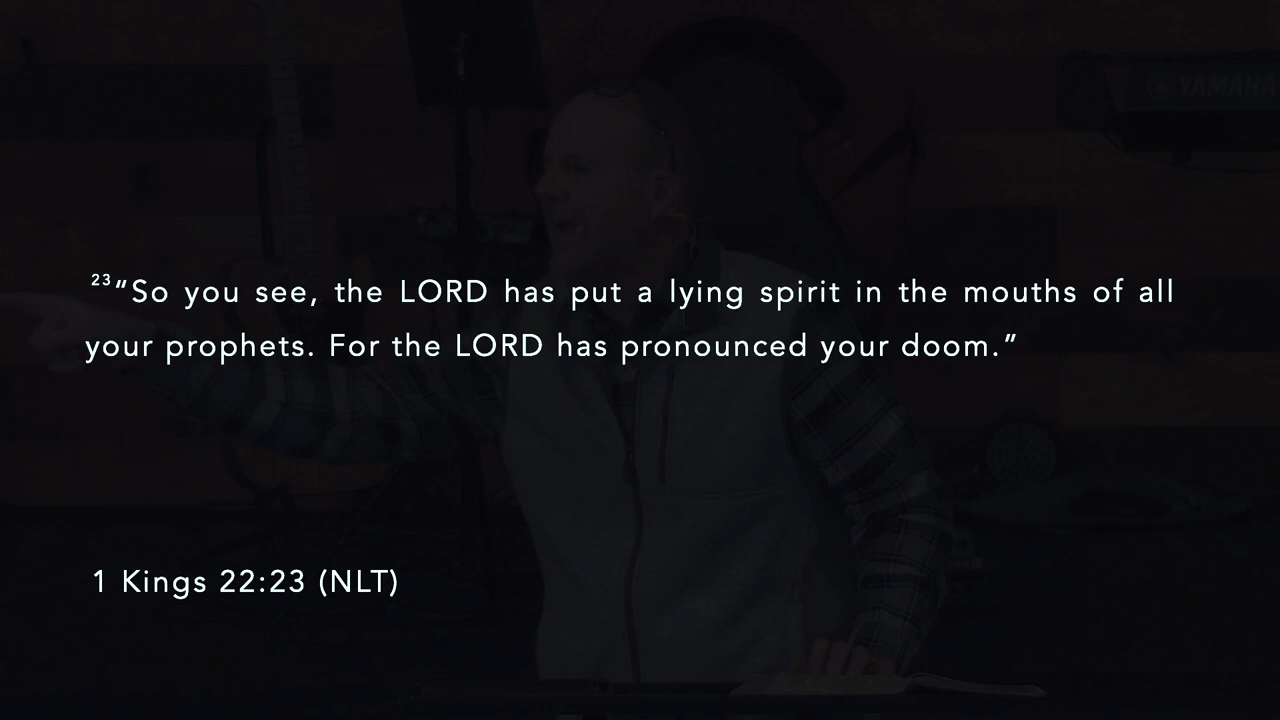 YAMAHA
²³"So you see, the LORD has put a lying spirit in the mouths of all
your prophets. For the LORD has pronounced your doom."
1 Kings 22:23 (NLT)